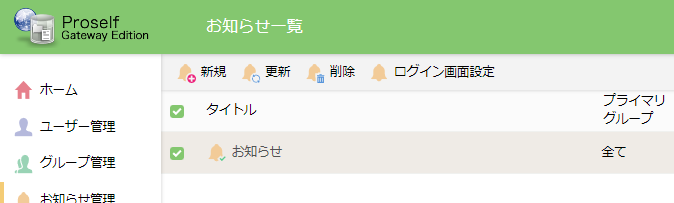 Proself
Gateway Edition
お知らせ一覧
新規 更新 削除 ログイン画面設定
ホーム
ユーザー管理
グループ管理
お知らせ管理
タイトル プライマリ
グループ
お知らせ 全て